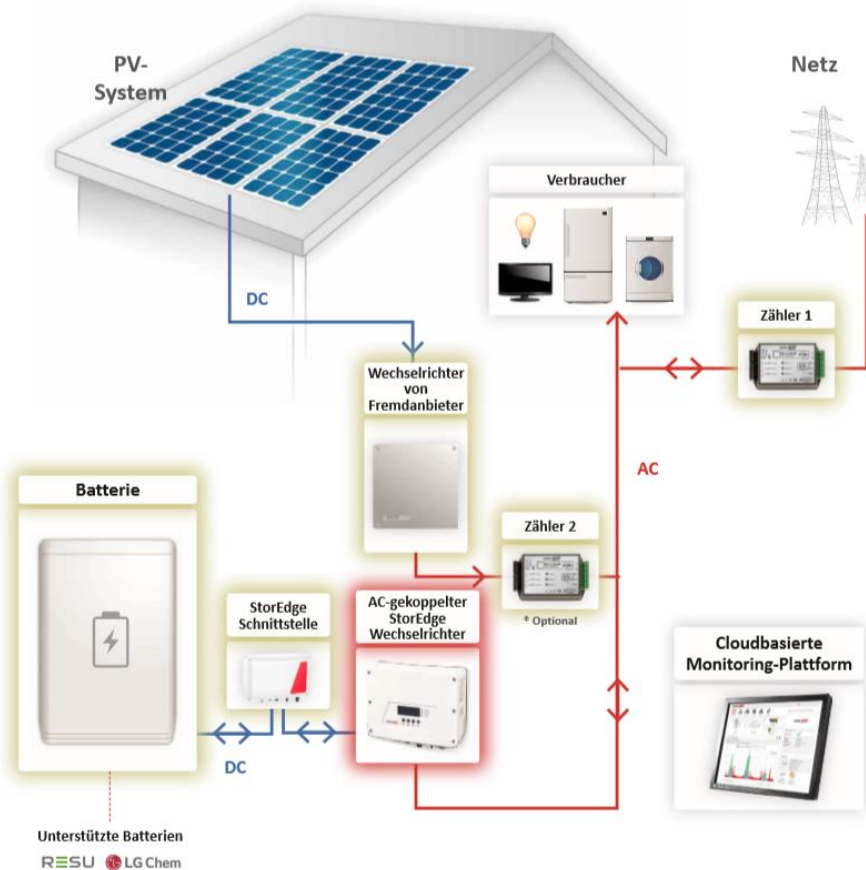 PV-
System
Netz
Verbraucher
DC
Zähler 1
Wechselrichter
von
Fremdanbieter
AC
Batterie
Zähler 2
StorEdge
Schnittstelle
AC-gekoppelter
StorEdge
Wechselrichter
* Optional
Cloudbasierte
Monitoring-Plattform
DC
Unterstützte Batterien
RESU LG Chem